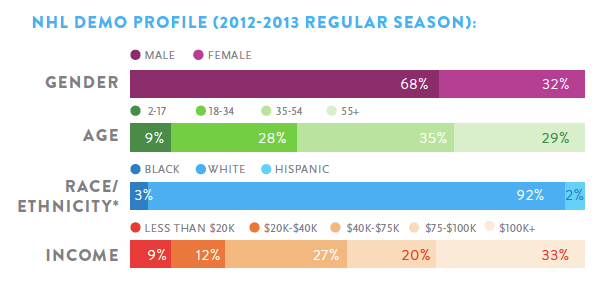 NHL DEMO PROFILE (2012-2013 REGULAR SEASON):
MALE FEMALE
GENDER 68% 32%
2-17 18-34 35-54 55+
AGE 9% 28% 35% 29%
BLACK WHITE HISPANIC
RACE/
ETHNICITY* 3% 92% 2%
LESS THAN $20K $20K-$40K $40K-$75K $75-$100K $100K+
INCOME 9% 12% 27% 20% 33%